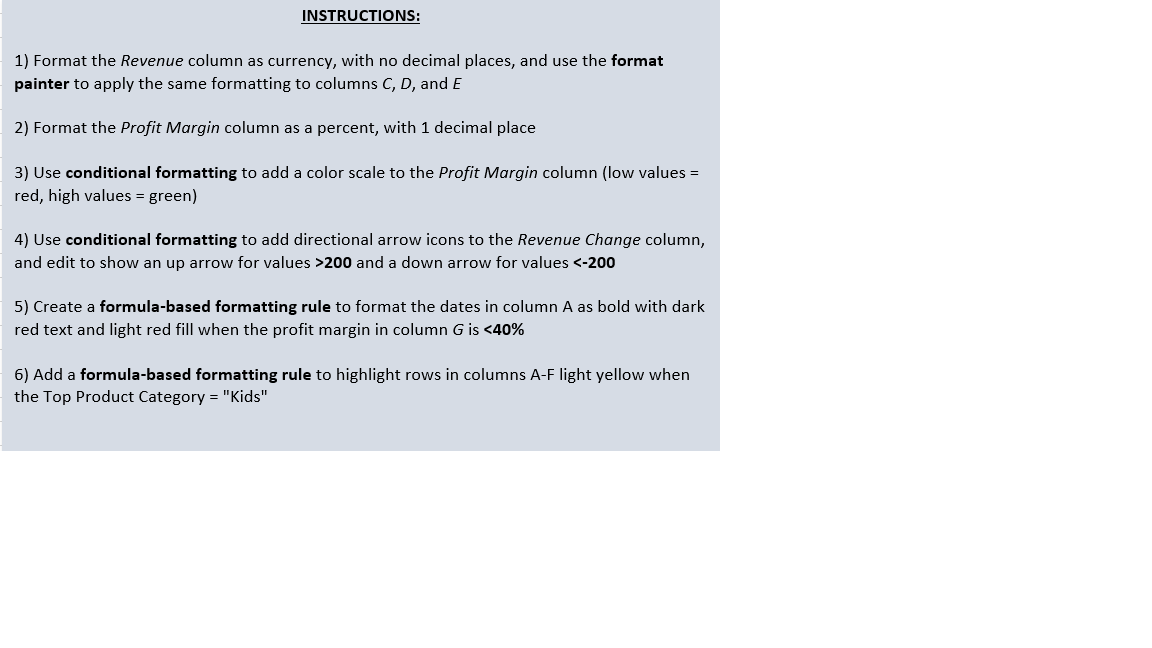 INSTRUCTIONS:
1) Format the Revenue column as currency, with no decimal places, and use the format
painter to apply the same formatting to columns C, D, and E
2) Format the Profit Margin column as a percent, with 1 decimal place
3) Use conditional formatting to add a color scale to the Profit Margin column (low values =
red, high values = green)
4) Use conditional formatting to add directional arrow icons to the Revenue Change column,
and edit to show an up arrow for values >200 and a down arrow for values <-200
5) Create a formula-based formatting rule to format the dates in column A as bold with dark
red text and light red fill when the profit margin in column G is <40%
6) Add a formula-based formatting rule to highlight rows in columns A-F light yellow when
the Top Product Category = "Kids"